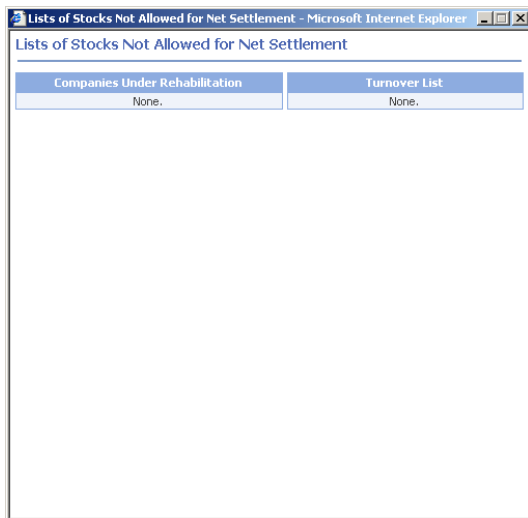 Lists of Stocks Not Allowed for Net Settlement - Microsoft Internet Explorer
Lists of Stocks Not Allowed for Net Settlement
Companies Under Rehabilitation Turnover List
None. None.